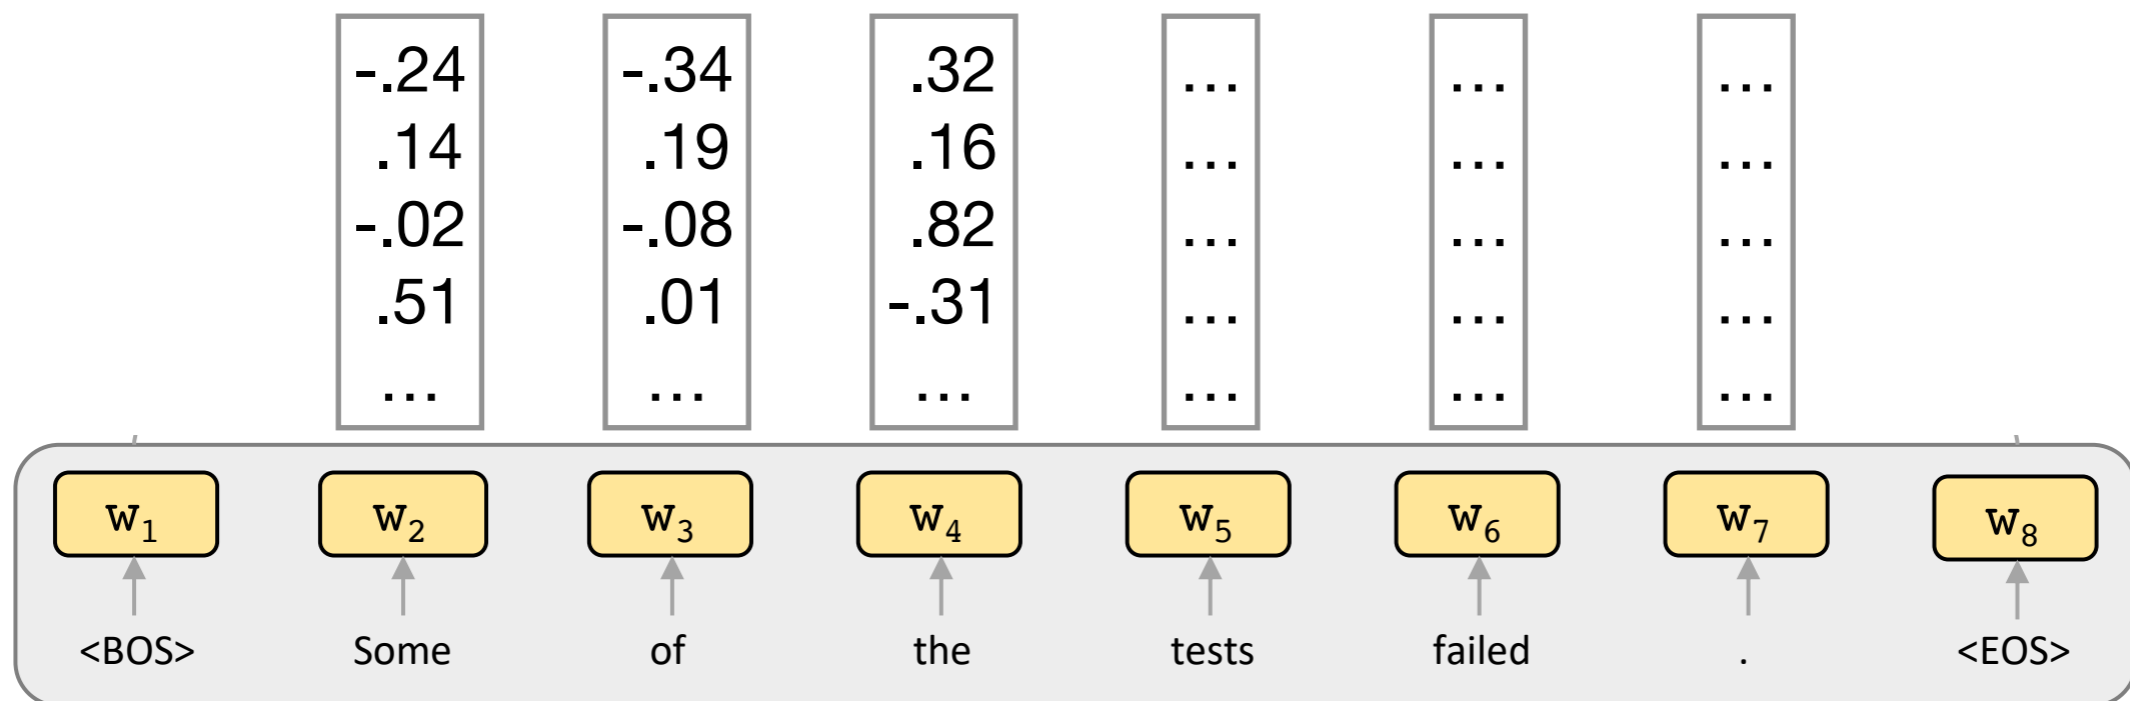 -.24 -.34 .32 ... ... ...
.14 .19 .16 ... ... ...
-.02 -.08 .82 ... ... ...
.51 .01 -.31 ... ... ...
... ... ... ... ... ...
w1 w2 w3 w4 w5 w6 w7 w8
<BOS> Some of the tests failed . <EOS>